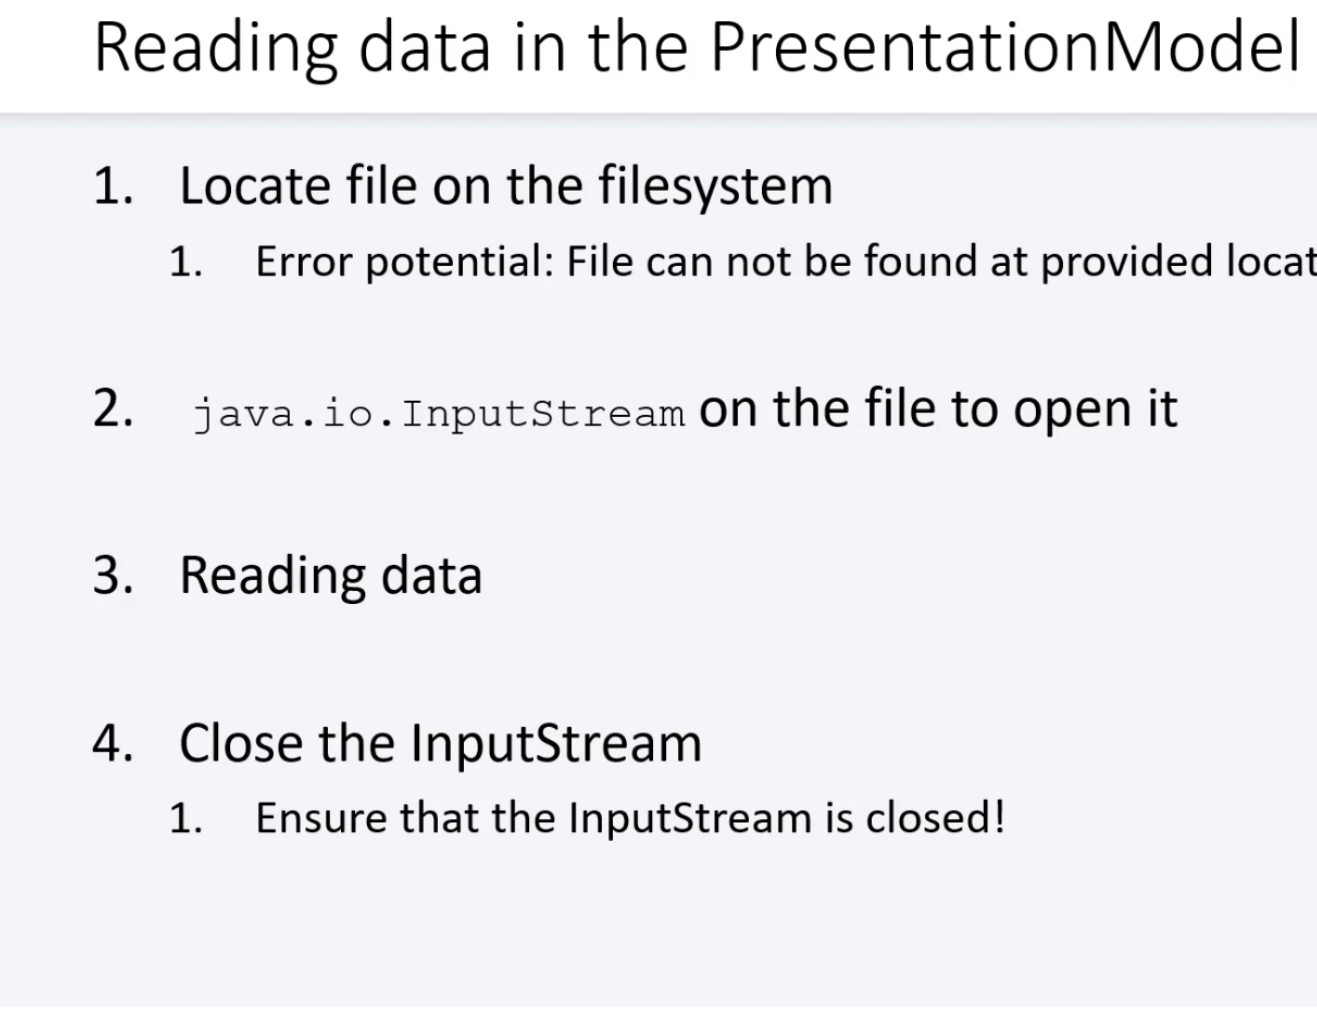 Reading data in the PresentationModel
1. Locate file on the filesystem
1. Error potential: File can not be found at provided locat
2. java.io.InputStream on the file to open it
3. Reading data
4. Close the InputStream
1. Ensure that the InputStream is closed!